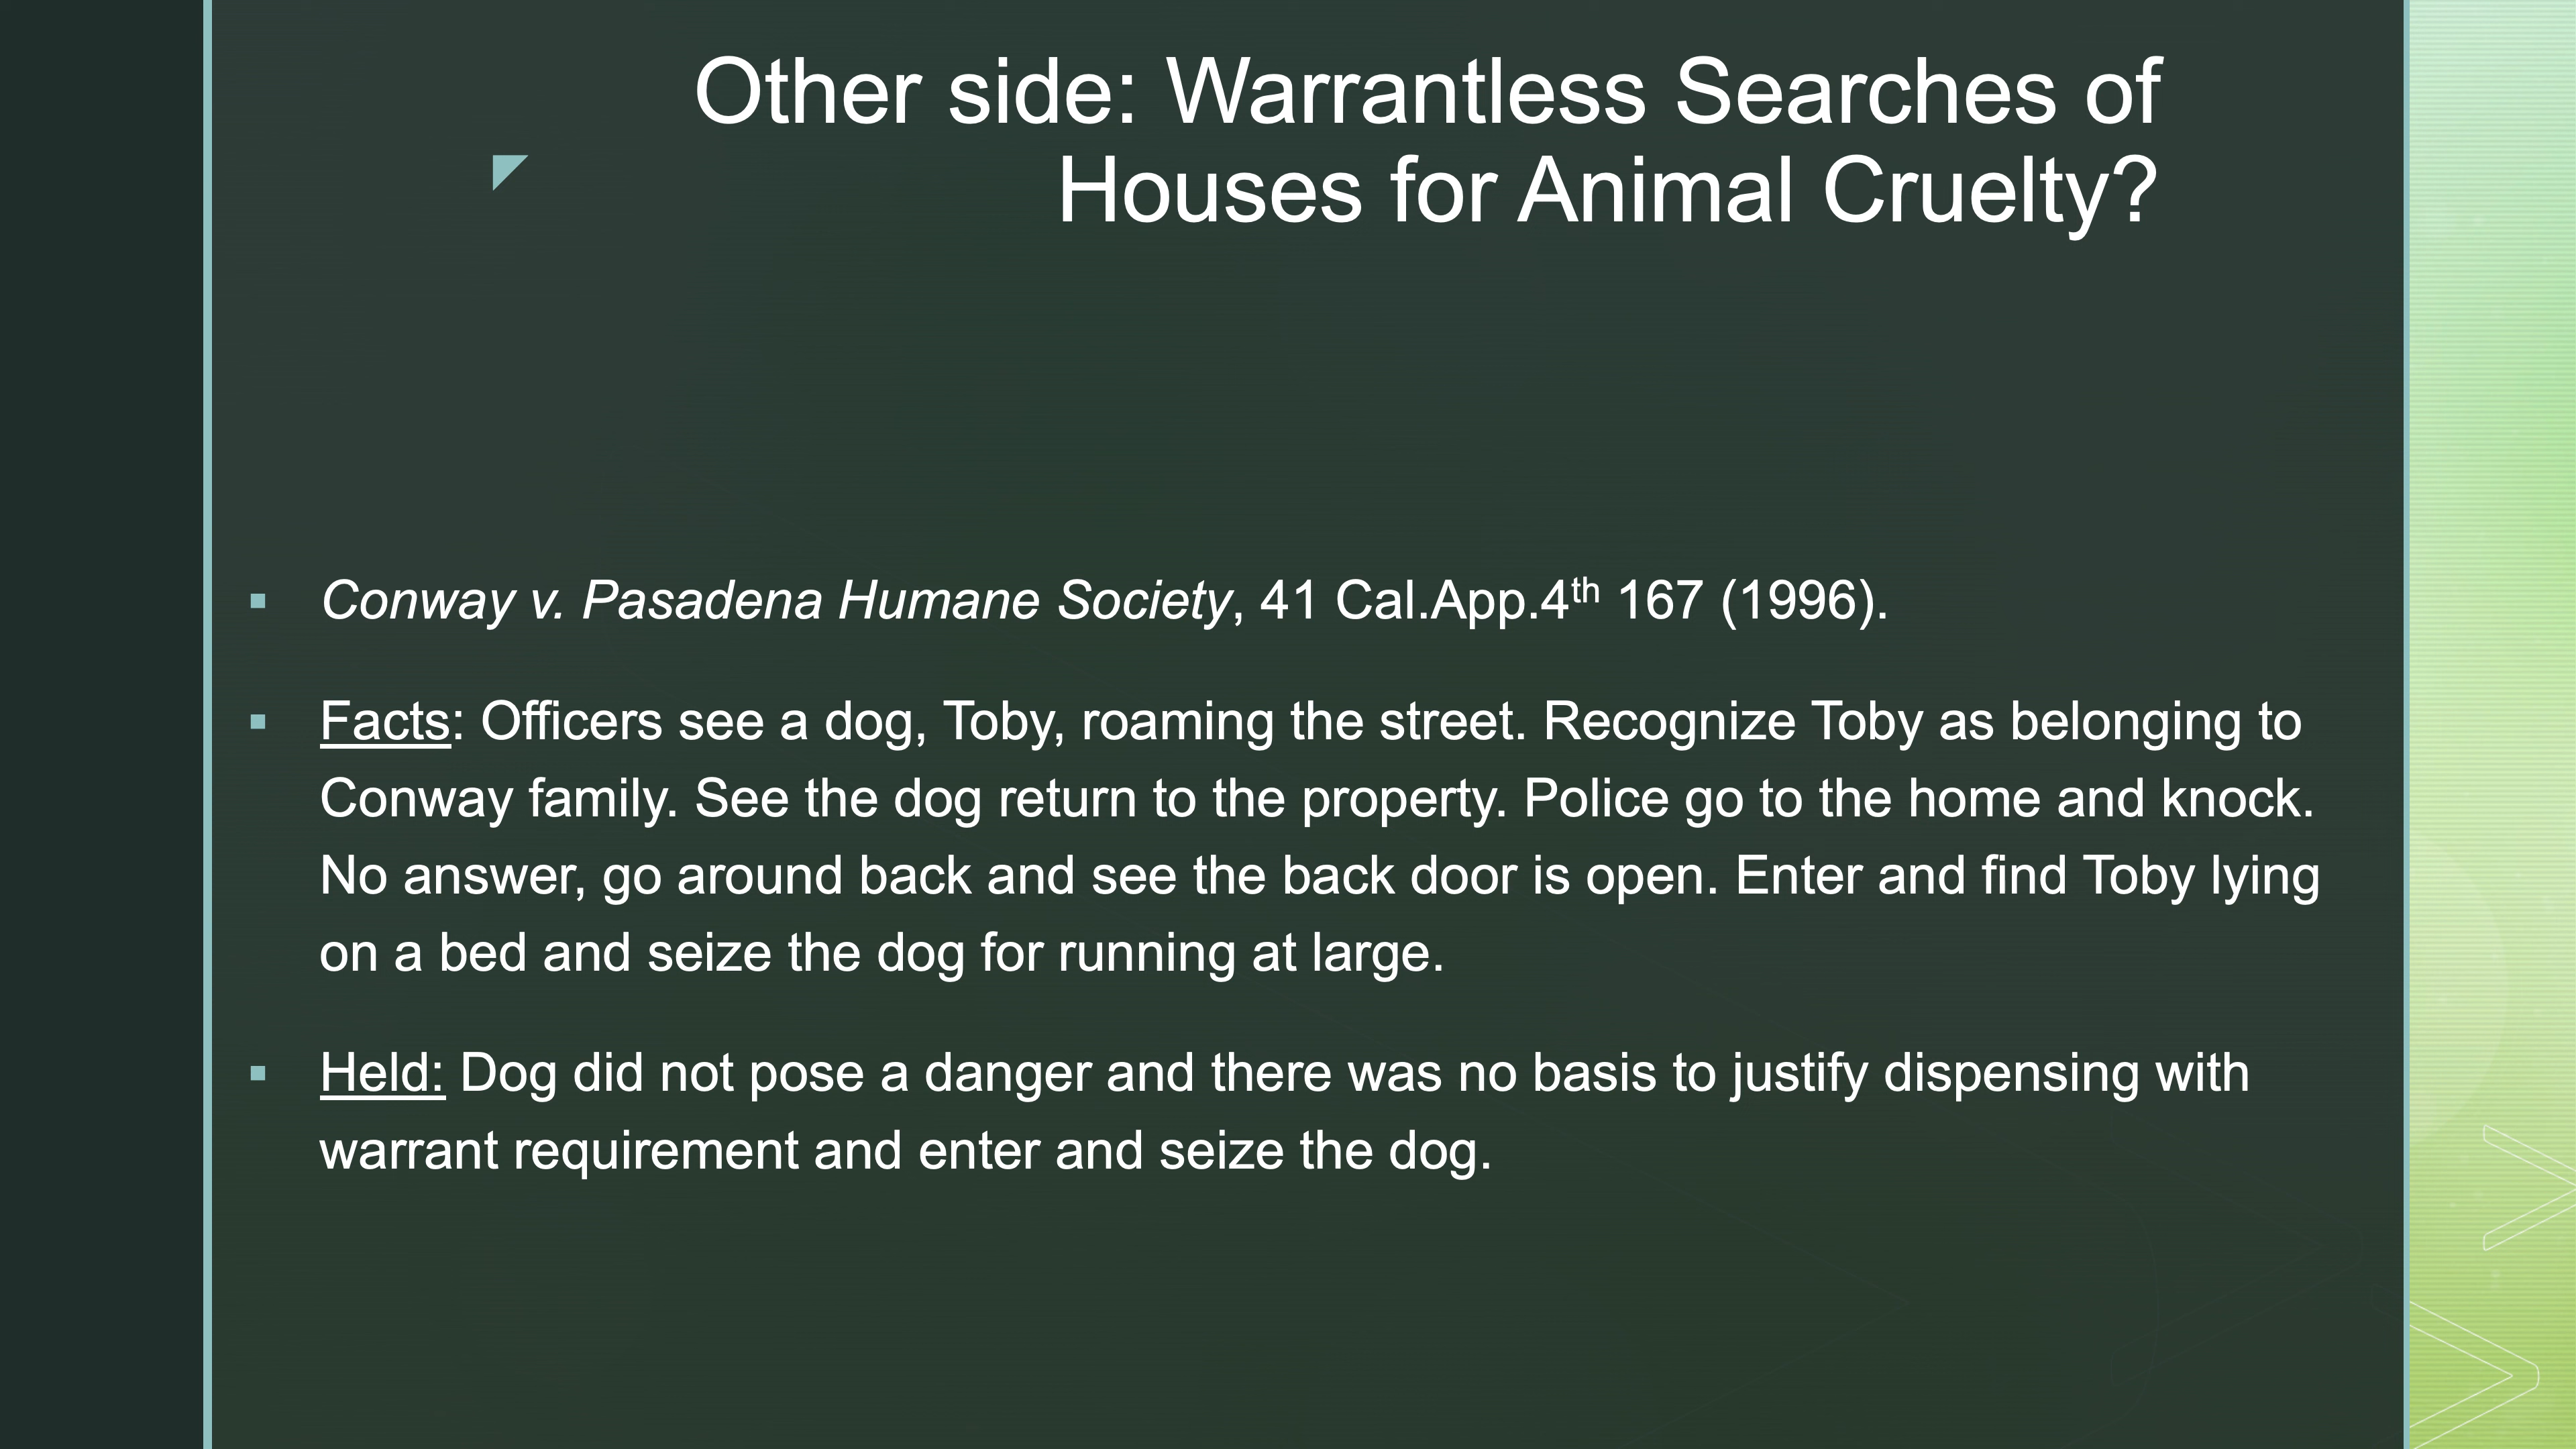 Other side: Warrantless Searches of
Houses for Animal Cruelty?
▪ Conway v. Pasadena Humane Society, 41 Cal.App.4th 167 (1996).
▪ Facts: Officers see a dog, Toby, roaming the street. Recognize Toby as belonging to
Conway family. See the dog return to the property. Police go to the home and knock.
No answer, go around back and see the back door is open. Enter and find Toby lying
on a bed and seize the dog for running at large.
▪ Held: Dog did not pose a danger and there was no basis to justify dispensing with
warrant requirement and enter and seize the dog.